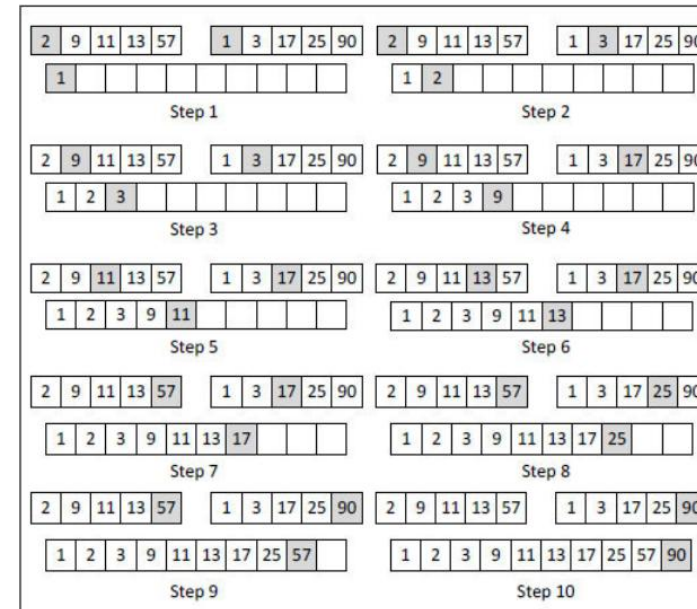 2 9 11 13 57 1 3 17 25 90 2 9 11 13 57 1 3 17 25 90
1 1 2
Step 1 Step 2
2 9 11 13 57 1 3 17 25 90 2 9 11 13 57 1 3 17 25 90
1 2 3 1 2 3 9
Step 3 Step 4
2 9 11 13 57 1 3 17 25 90 2 9 11 13 57 1 3 17 25 90
1 2 3 9 11 1 2 3 9 11 13
Step 5 Step 6
2 9 11 13 57 1 3 17 25 90 2 9 11 13 57 1 3 17 25 90
1 2 3 9 11 13 17 1 2 3 9 11 13 17 25
Step 7 Step 8
2 9 11 13 57 1 3 17 25 90 2 9 11 13 57 1 3 17 25 90
1 2 3 9 11 13 17 25 57 1 2 3 9 11 13 17 25 57 90
Step 9 Step 10